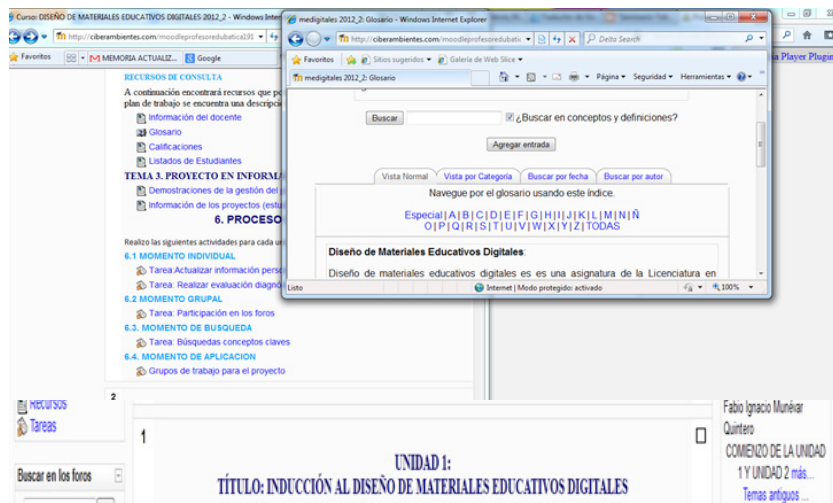 Curso: DISEÑO DE MATERIALES EDUCATIVOS DIGITALES 2012_2 - Windows Inter
http://ciberambientes.com/moodleprofesoredubatica191
Favoritos
MEMORIA ACTUALIZ...
Google
a Player Plugin
RECURSOS DE CONSULTA
A continuación encontrará recursos que po
plan de trabajo se encuentra una descripció
Información del docente
Glosario
Calificaciones
Listados de Estudiantes
TEMA 3. PROYECTO EN INFORMA
Demostraciones de la gestión del
Información de los proyectos (estu
6. PROCESO
Realizo las siguientes actividades para cada un
6.1 MOMENTO INDIVIDUAL
Tarea Actualizar información perso
Tarea: Realizar evaluación diagnó
6.2 MOMENTO GRUPAL
Tarea: Participación en los foros
6.3. MOMENTO DE BUSQUEDA
Tarea: Búsquedas conceptos claves
6.4. MOMENTO DE APLICACION
Grupos de trabajo para el proyecto
medigitales 2012_2: Glosario - Windows Internet Explorer
http://ciberambientes.com/moodleprofesoredubatic
Delta Search
Favoritos
Sitios sugeridos
Galería de Web Slice
medigitales 2012_2: Glosario
Página
Seguridad
Herramientas
Buscar
¿Buscar en conceptos y definiciones?
Agregar entrada
Vista Normal
Vista por Categoría
Buscar por fecha
Buscar por autor
Navegue por el glosario usando este índice.
Especial | A | B | C | D | E | F | G | H | I | J | K | L | M | N | Ñ
O | P | Q | R | S | T | U | V | W | X | Y | Z | TODAS
Diseño de Materiales Educativos Digitales:
Diseño de materiales educativos digitales es es una asignatura de la Licenciatura en
Listo
Internet | Modo protegido: activado
100%
2
Recursos
Tareas
Buscar en los foros
1
UNIDAD 1:
TÍTULO: INDUCCIÓN AL DISEÑO DE MATERIALES EDUCATIVOS DIGITALES
Fabio Ignacio Munévar
Quintero
COMIENZO DE LA UNIDAD
1 Y UNIDAD 2 más...
Temas antiguos ...